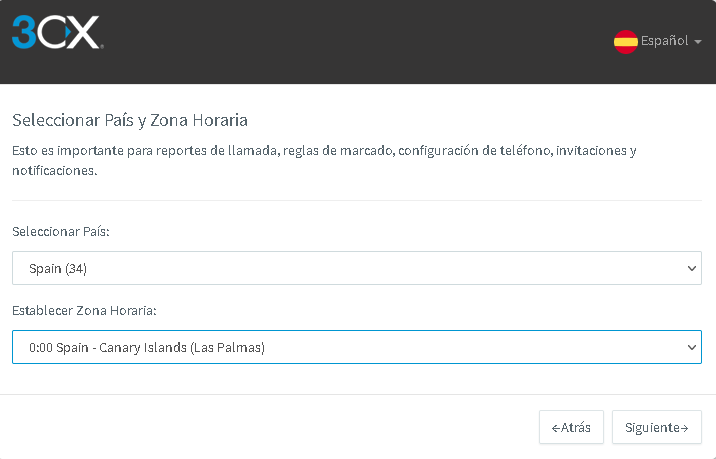 3CX
Español
Seleccionar País y Zona Horaria
Esto es importante para reportes de llamada, reglas de marcado, configuración de teléfono, invitaciones y
notificaciones.
Seleccionar País:
Spain (34)
Establecer Zona Horaria:
0:00 Spain - Canary Islands (Las Palmas)
←Atrás
Siguiente→